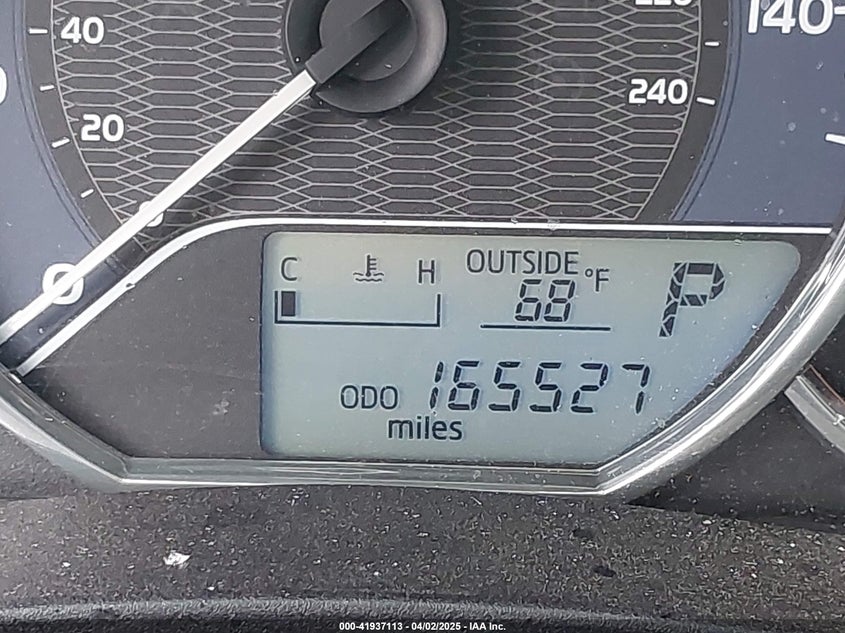 140
40
240
20
0
C H OUTSIDE °F
68
P
ODO 165527
miles
000-41937113 - 04/02/2025 - IAA Inc.